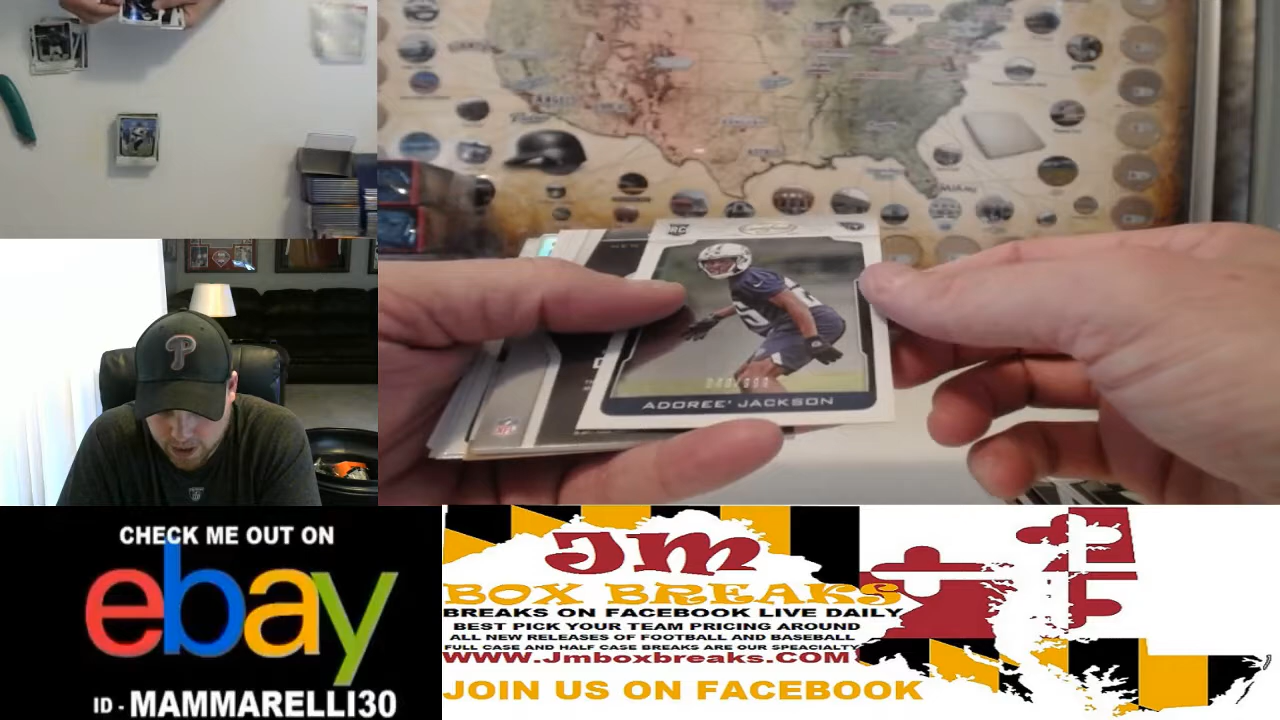 RC
ADOREE' JACKSON
MIAMI
P
CHECK ME OUT ON
ebay
ID - MAMMARELLI30
JM
BOX BREAKS
BREAKS ON FACEBOOK LIVE DAILY
BEST PICK YOUR TEAM PRICING AROUND
ALL NEW RELEASES OF FOOTBALL AND BASEBALL
FULL CASE AND HALF CASE BREAKS ARE OUR SPEACIALTY
WWW.Jmboxbreaks.COM
JOIN US ON FACEBOOK